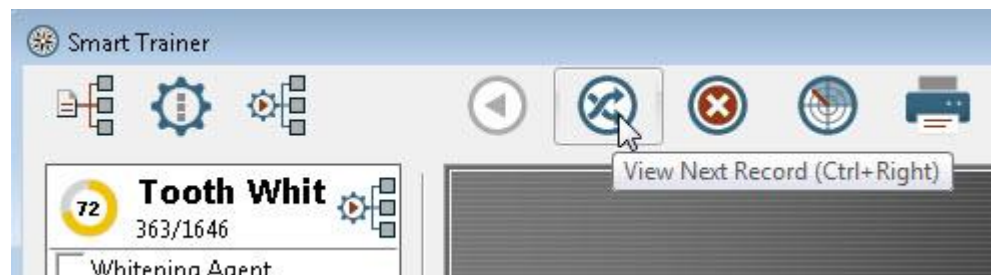 Smart Trainer
View Next Record (Ctrl+Right)
72
Tooth Whit
363/1646
Whitening Agent